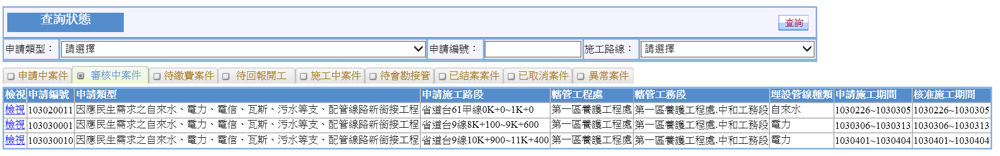 查詢狀態
查詢
申請類型： 請選擇 申請編號： 施工路線： 請選擇
申請中案件 審核中案件 待繳費案件 待回報開工 施工中案件 待會勘接管 已結案案件 已取消案件 異常案件
檢視 申請編號 申請類型 申請施工路段 轄管工程處 轄管工務段 埋設管線種類 申請施工期間 核准施工期間
檢視 103020011 因應民生需求之自來水、電力、電信、瓦斯、污水等支、配管線路新銜接工程 省道台61甲線0K+0~1K+0 第一區養護工程處 第一區養護工程處.中和工務段 自來水 1030226~1030305 1030226~1030305
檢視 103030001 因應民生需求之自來水、電力、電信、瓦斯、污水等支、配管線路新銜接工程 省道台9線8K+100~9K+600 第一區養護工程處 第一區養護工程處.中和工務段 電力 1030306~1030313 1030306~1030313
檢視 103030010 因應民生需求之自來水、電力、電信、瓦斯、污水等支、配管線路新銜接工程 省道台9線10K+900~11K+400 第一區養護工程處 第一區養護工程處.中和工務段 電力 1030401~1030404 1030401~1030404